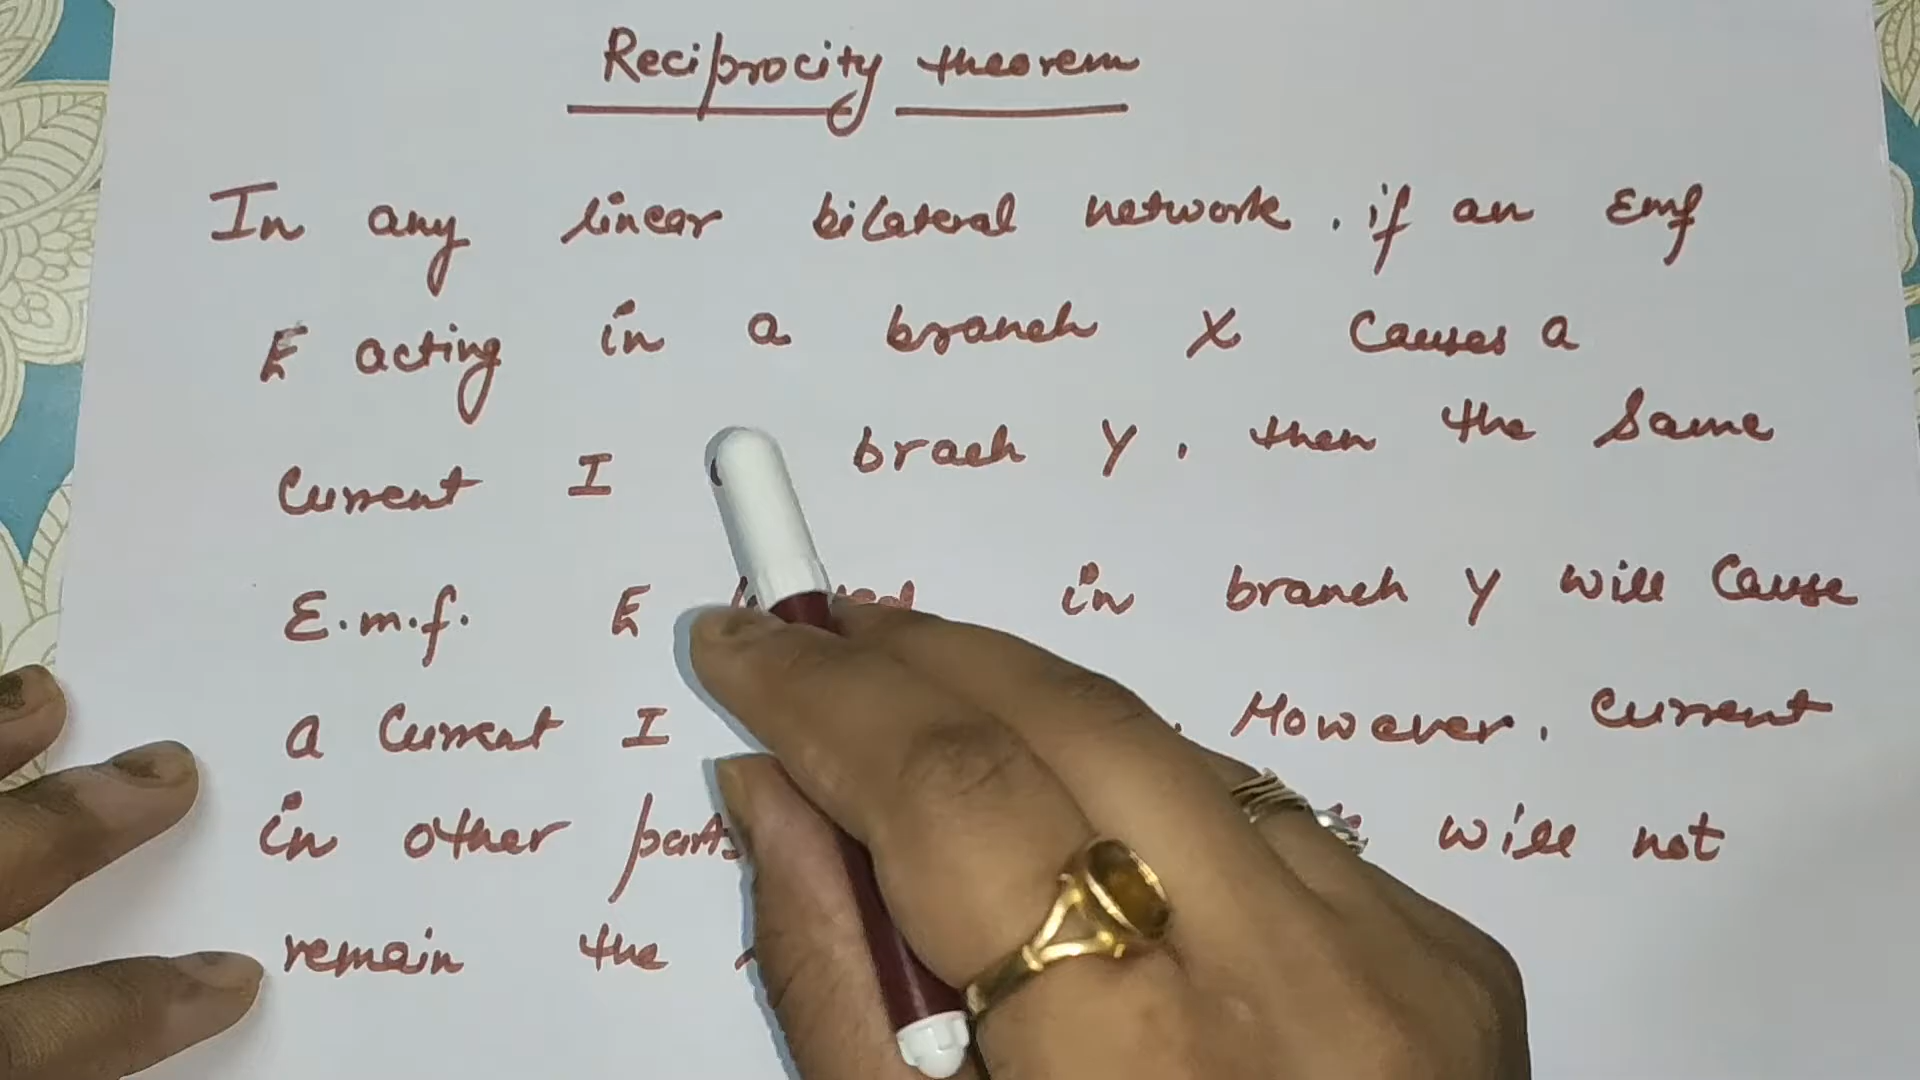 Reciprocity theorem
In any linear bilateral network, if an Emf
E acting in a branch X causes a
Current I brach Y, then the same
E.m.f. E in branch Y will cause
a current I However, current
in other parts will not
remain the